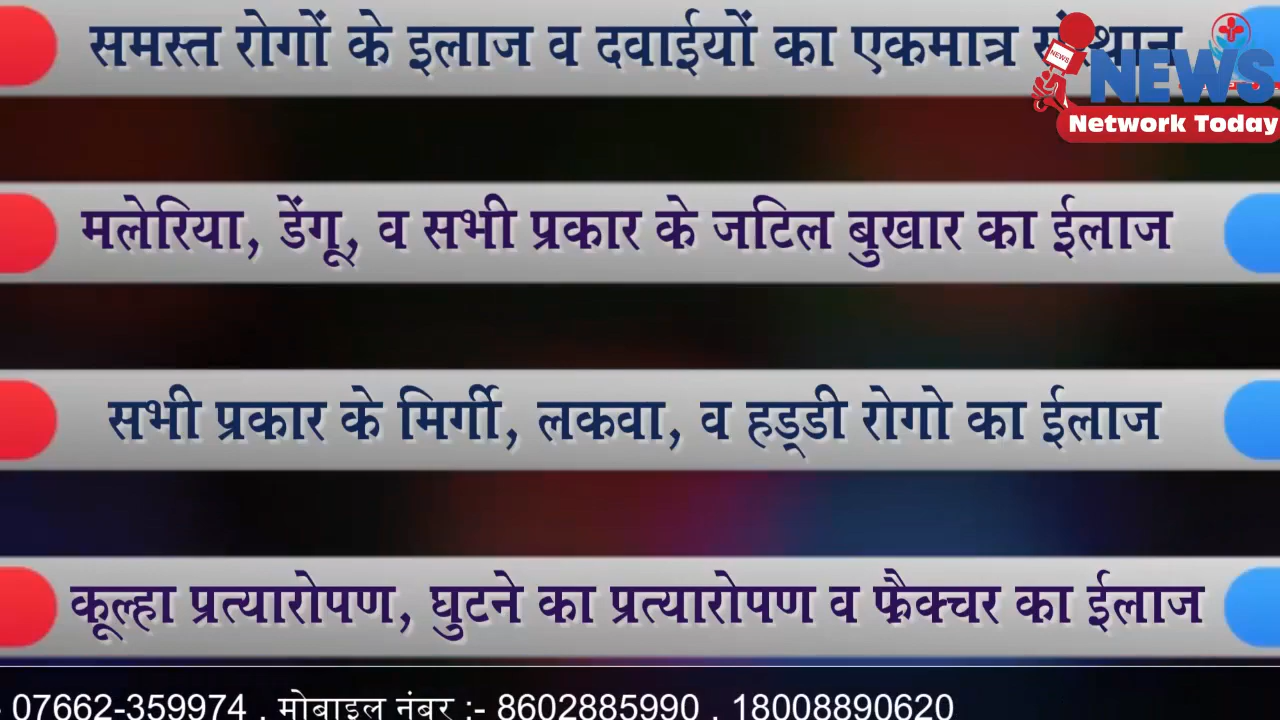 समस्त रोगों के इलाज व दवाईयों का एकमात्र
NEWS
NEWS
Network Today
मलेरिया, डेंगू, व सभी प्रकार के जटिल बुखार का ईलाज
सभी प्रकार के मिर्गी, लकवा, व हड्डी रोगो का ईलाज
कूल्हा प्रत्यारोपण, घुटने का प्रत्यारोपण व फ्रैक्चर का ईलाज
- 07662-359974 , मोबाइल नंबर :- 8602885990 , 18008890620